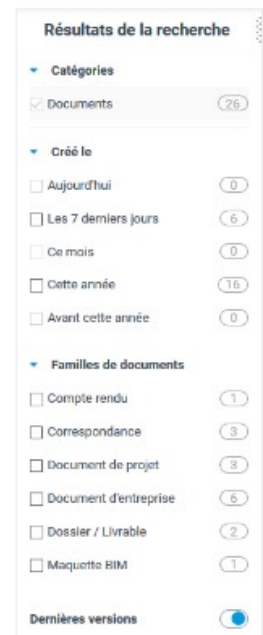 Résultats de la recherche
Catégories
Documents 26
Créé le
Aujourd'hui 0
Les 7 derniers jours 6
Ce mois 0
Cette année 16
Avant cette année 0
Familles de documents
Compte rendu 1
Correspondance 3
Document de projet 3
Document d'entreprise 6
Dossier / Livrable 2
Maquette BIM 1
Dernières versions